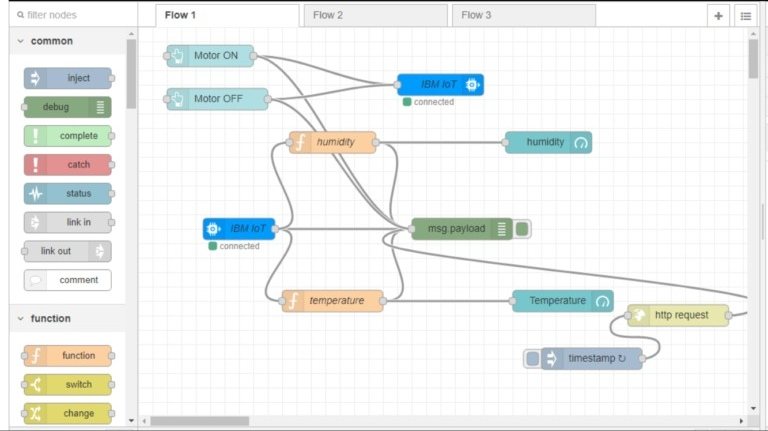 filter nodes
Flow 1
Flow 2
Flow 3
common
inject
debug
complete
catch
status
link in
link out
comment
function
function
switch
change
Motor ON
Motor OFF
IBM IoT
connected
humidity
humidity
IBM IoT
connected
msg.payload
temperature
Temperature
http request
timestamp ↻